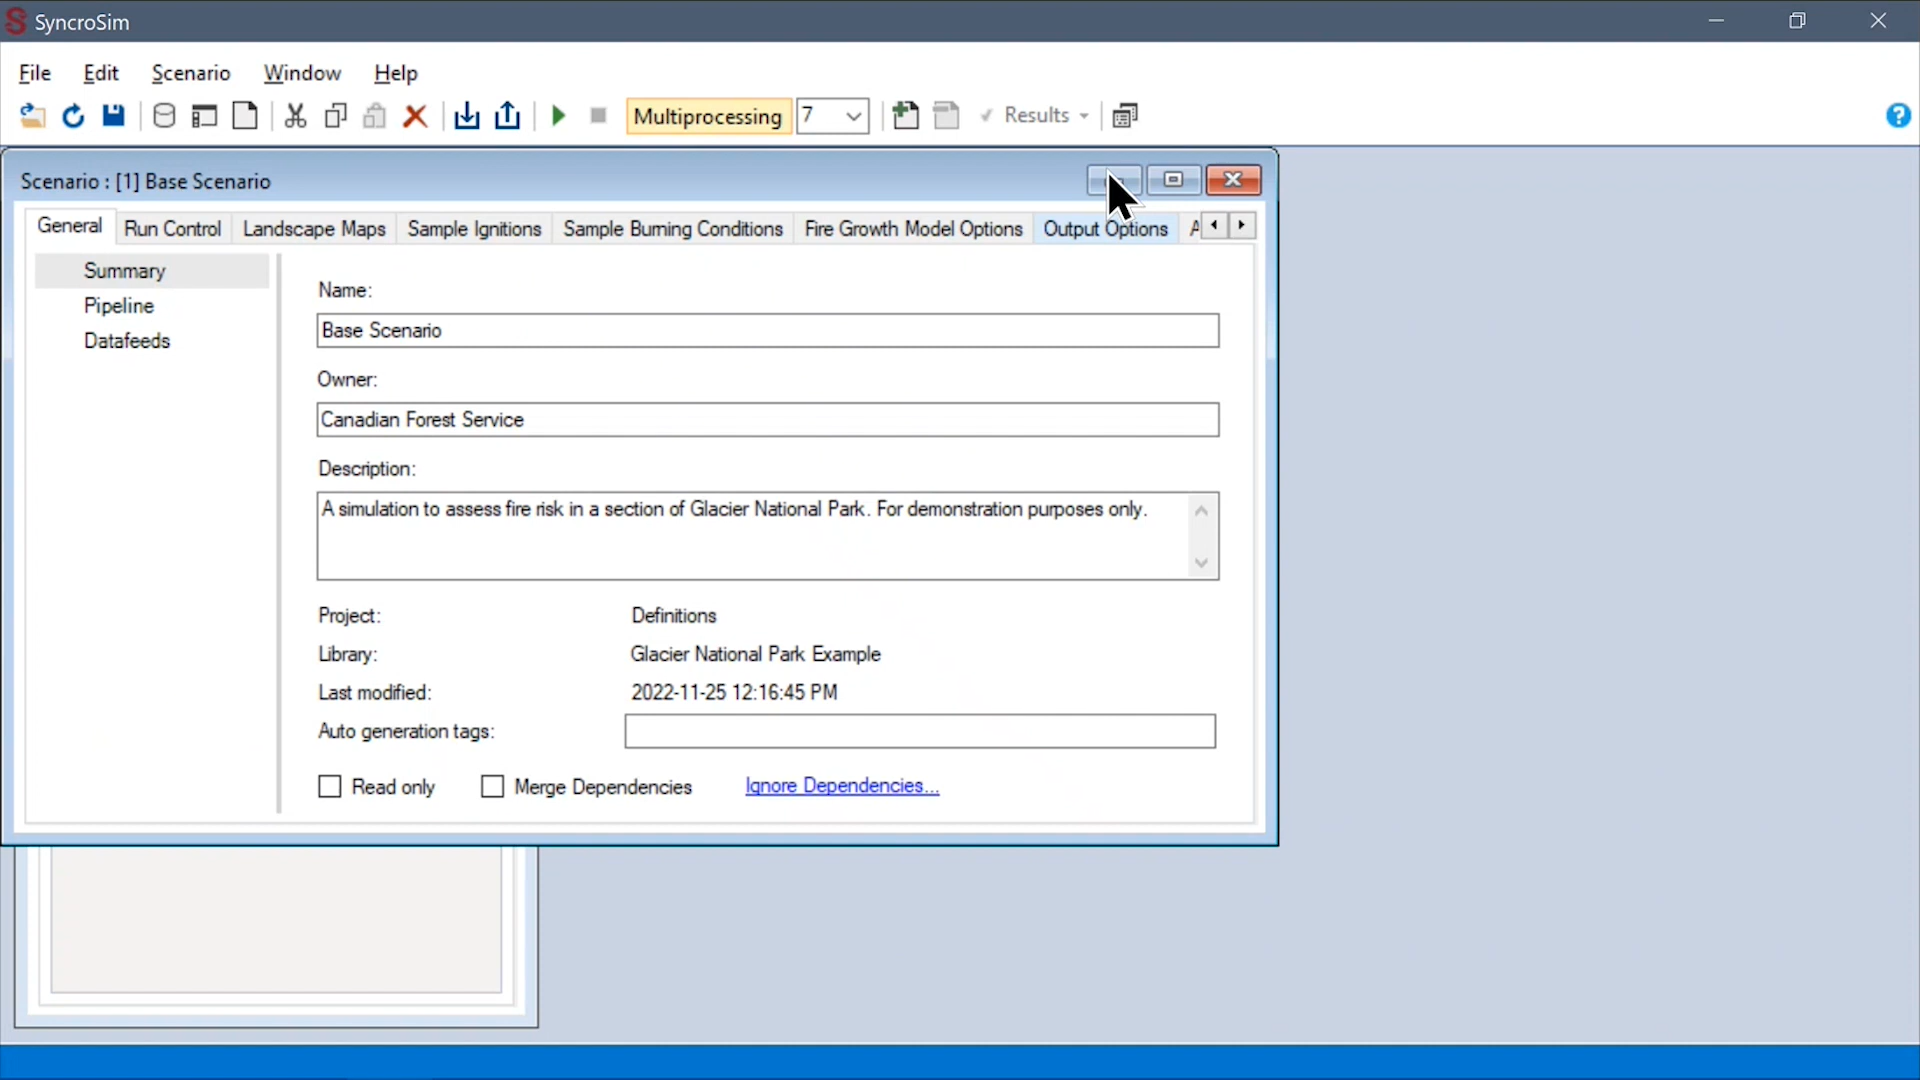 SyncroSim
File Edit Scenario Window Help
Multiprocessing 7 Results
Scenario : [1] Base Scenario
General Run Control Landscape Maps Sample Ignitions Sample Burning Conditions Fire Growth Model Options Output Options
Summary
Pipeline
Datafeeds
Name:
Base Scenario
Owner:
Canadian Forest Service
Description:
A simulation to assess fire risk in a section of Glacier National Park. For demonstration purposes only.
Project: Definitions
Library: Glacier National Park Example
Last modified: 2022-11-25 12:16:45 PM
Auto generation tags:
Read only Merge Dependencies Ignore Dependencies...